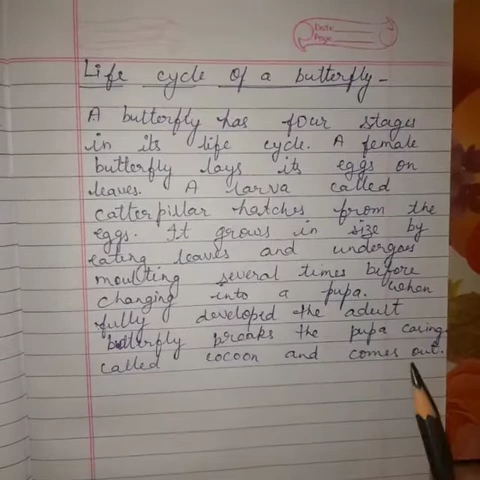 Date
Page
Life cycle of a butterfly-
A butterfly has four stages
in its life cycle. A female
butterfly lays its eggs on
leaves. A larva called
catterpillar hatches from the
eggs. It grows in size by
eating leaves and undergoes
moulting several times before
changing into a pupa. When
fully developed the adult
butterfly breaks the pupa casing
called cocoon and comes out.